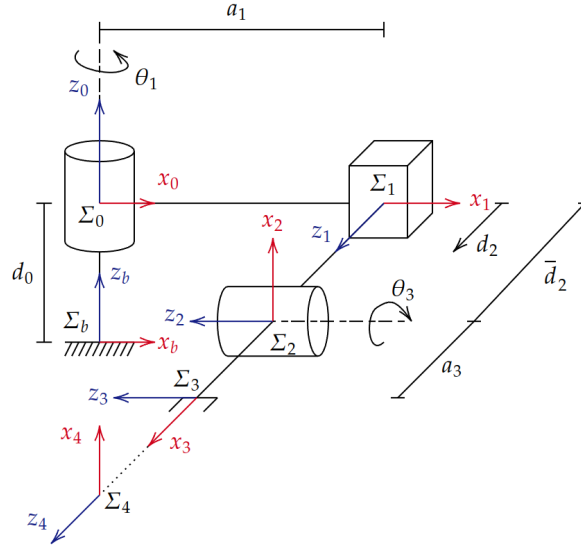 a₁
θ₁
z₀
x₀
Σ₀
Σ₁
x₁
z₁
x₂
d₂
d̅₂
d₀
z_b
Σ_b
x_b
z₂
θ₃
Σ₂
a₃
Σ₃
z₃
x₃
x₄
Σ₄
z₄